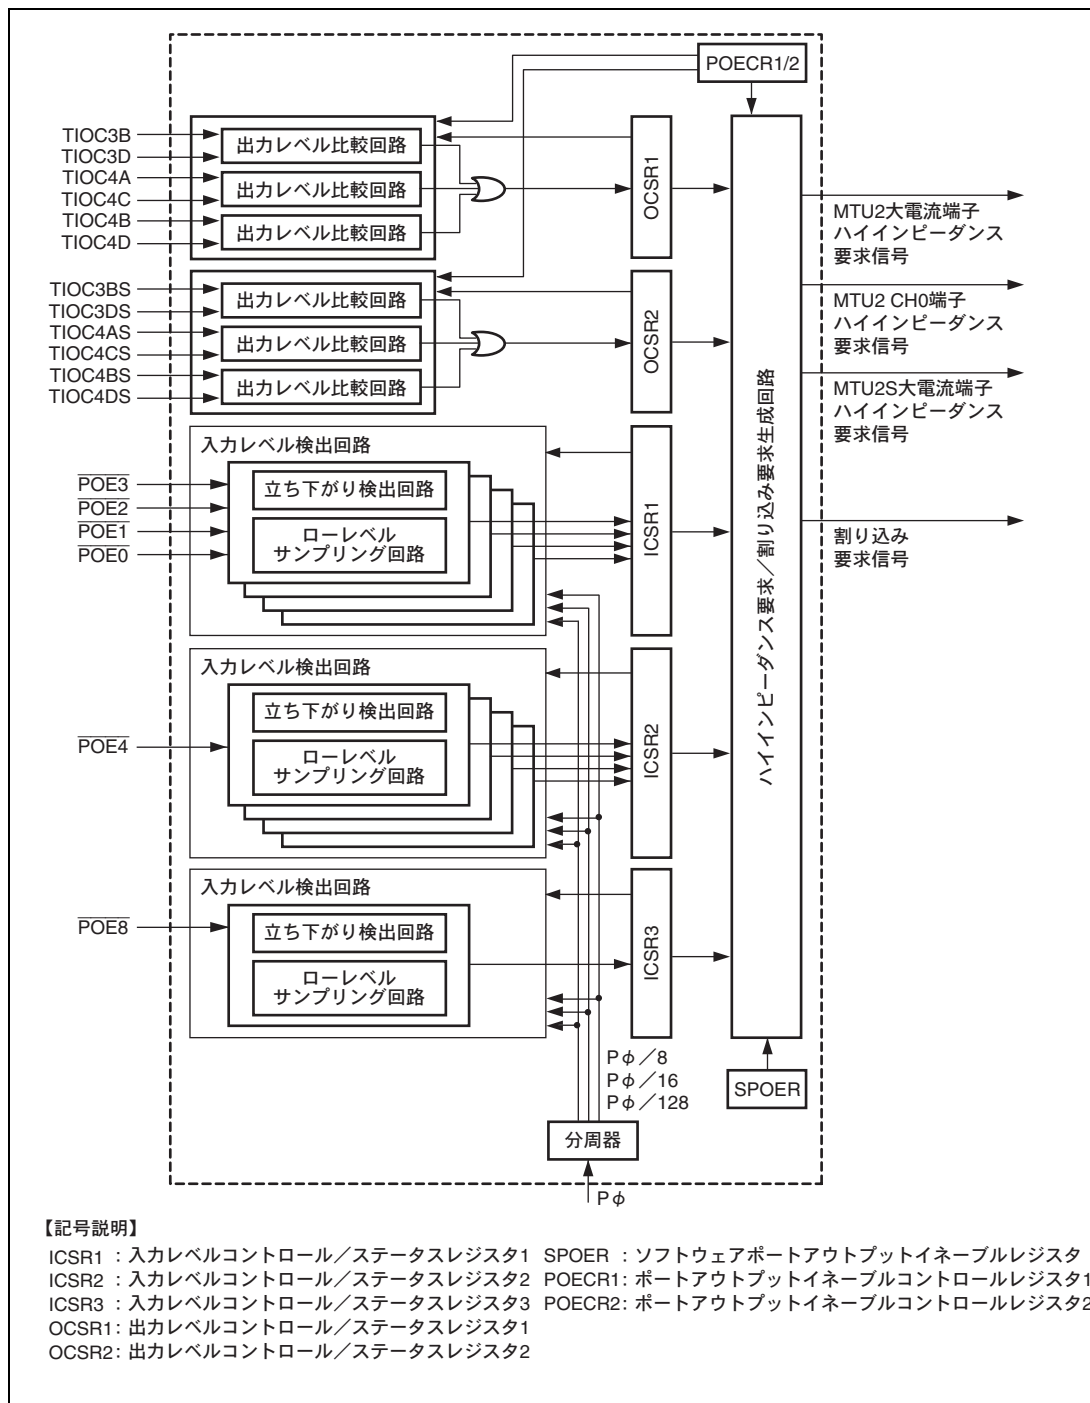 POECR1/2
TIOC3B
TIOC3D
TIOC4A
TIOC4C
TIOC4B
TIOC4D
出力レベル比較回路
出力レベル比較回路
出力レベル比較回路
OCSR1
TIOC3BS
TIOC3DS
TIOC4AS
TIOC4CS
TIOC4BS
TIOC4DS
出力レベル比較回路
出力レベル比較回路
出力レベル比較回路
OCSR2
入力レベル検出回路
POE3
POE2
POE1
POE0
立ち下がり検出回路
ローレベル
サンプリング回路
ICSR1
入力レベル検出回路
POE4
立ち下がり検出回路
ローレベル
サンプリング回路
ICSR2
入力レベル検出回路
POE8
立ち下がり検出回路
ローレベル
サンプリング回路
ICSR3
ハイインピーダンス要求／割り込み要求生成回路
MTU2大電流端子
ハイインピーダンス
要求信号
MTU2 CH0端子
ハイインピーダンス
要求信号
MTU2S大電流端子
ハイインピーダンス
要求信号
割り込み
要求信号
Pφ／8
Pφ／16
Pφ／128
SPOER
分周器
Pφ
【記号説明】
ICSR1 : 入力レベルコントロール／ステータスレジスタ1 SPOER : ソフトウェアポートアウトプットイネーブルレジスタ
ICSR2 : 入力レベルコントロール／ステータスレジスタ2 POECR1: ポートアウトプットイネーブルコントロールレジスタ1
ICSR3 : 入力レベルコントロール／ステータスレジスタ3 POECR2: ポートアウトプットイネーブルコントロールレジスタ2
OCSR1: 出力レベルコントロール／ステータスレジスタ1
OCSR2: 出力レベルコントロール／ステータスレジスタ2